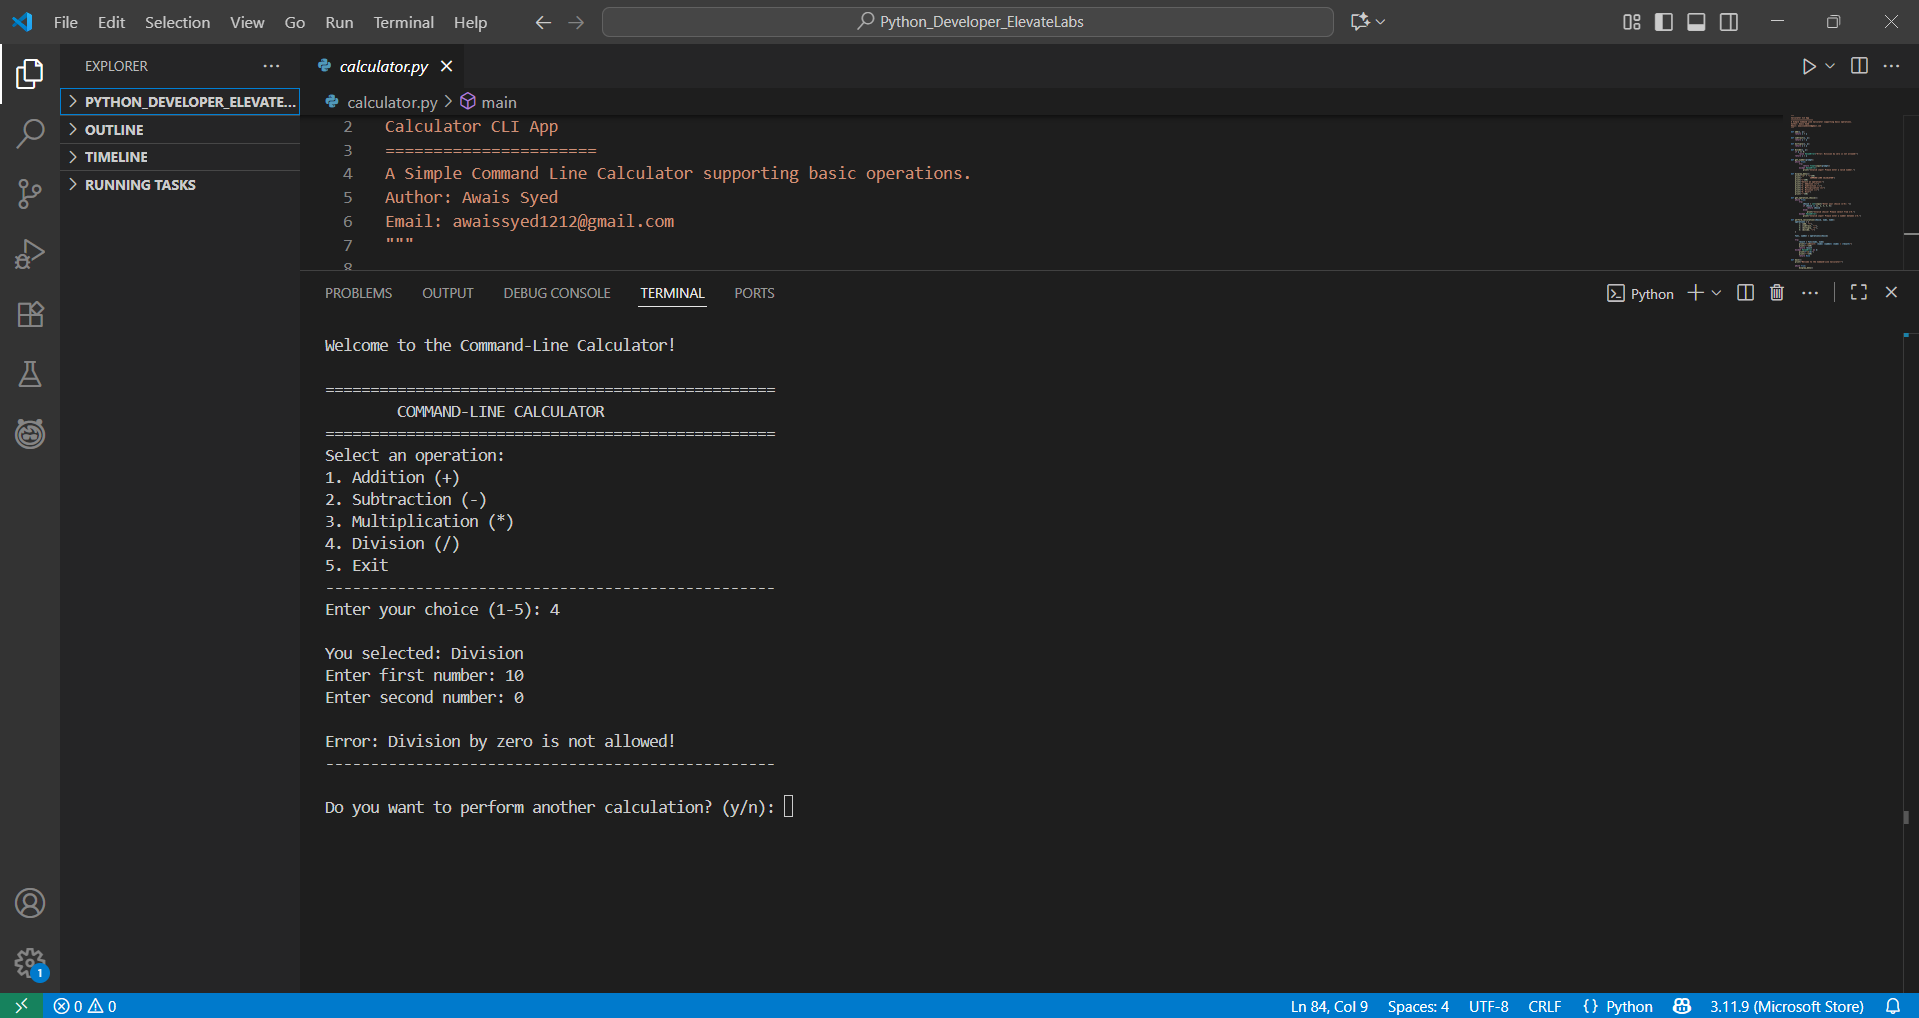 File Edit Selection View Go Run Terminal Help
Python_Developer_ElevateLabs
EXPLORER
PYTHON_DEVELOPER_ELEVATE...
OUTLINE
TIMELINE
RUNNING TASKS
calculator.py
calculator.py > main
2 Calculator CLI App
3 ======================
4 A Simple Command Line Calculator supporting basic operations.
5 Author: Awais Syed
6 Email: awaissyed1212@gmail.com
7 """
8
PROBLEMS OUTPUT DEBUG CONSOLE TERMINAL PORTS
Python
Welcome to the Command-Line Calculator!
==================================================
COMMAND-LINE CALCULATOR
==================================================
Select an operation:
1. Addition (+)
2. Subtraction (-)
3. Multiplication (*)
4. Division (/)
5. Exit
--------------------------------------------------
Enter your choice (1-5): 4
You selected: Division
Enter first number: 10
Enter second number: 0
Error: Division by zero is not allowed!
--------------------------------------------------
Do you want to perform another calculation? (y/n):
1
0 0
Ln 84, Col 9 Spaces: 4 UTF-8 CRLF {} Python 3.11.9 (Microsoft Store)